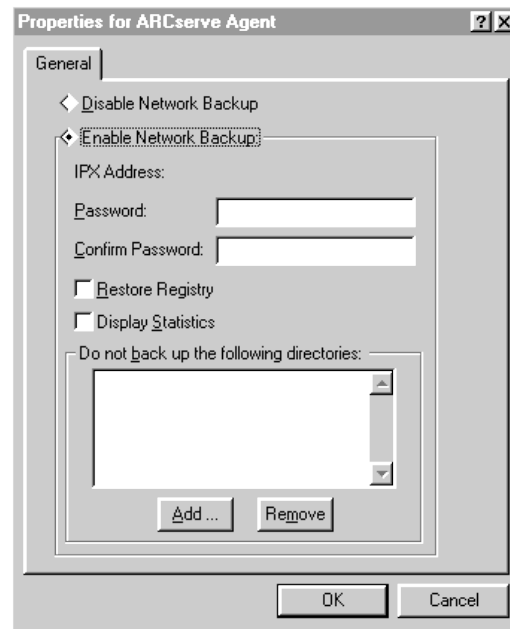 Properties for ARCserve Agent
General
Disable Network Backup
Enable Network Backup:
IPX Address:
Password:
Confirm Password:
Restore Registry
Display Statistics
Do not back up the following directories:
Add ... Remove
OK Cancel